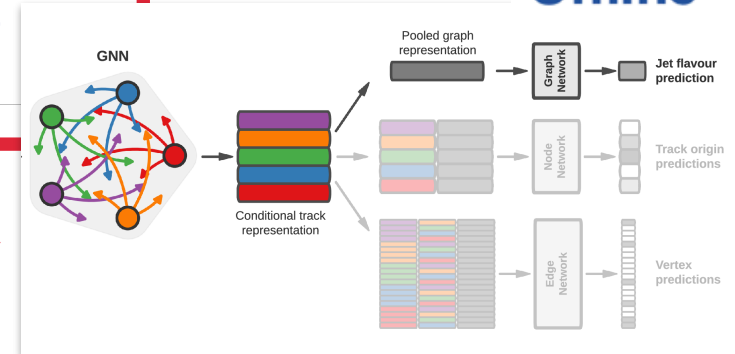 GNN
Pooled graph
representation
Graph
Network
Jet flavour
prediction
Node
Network
Track origin
predictions
Conditional track
representation
Edge
Network
Vertex
predictions